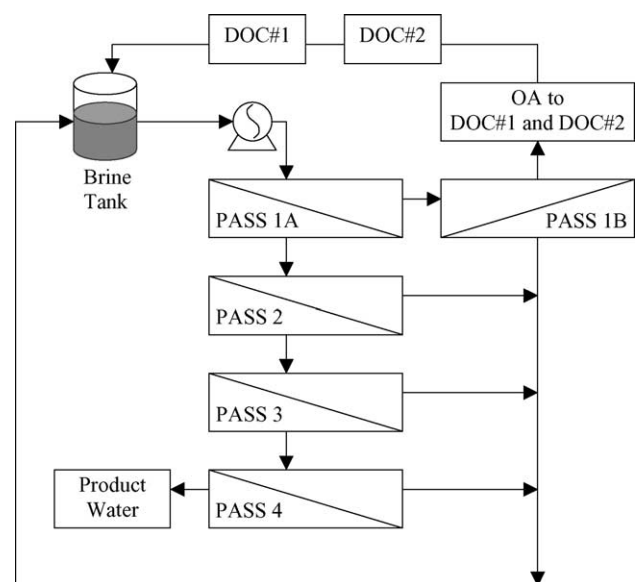 DOC#1
DOC#2
OA to
DOC#1 and DOC#2
Brine
Tank
PASS 1A
PASS 1B
PASS 2
PASS 3
Product
Water
PASS 4